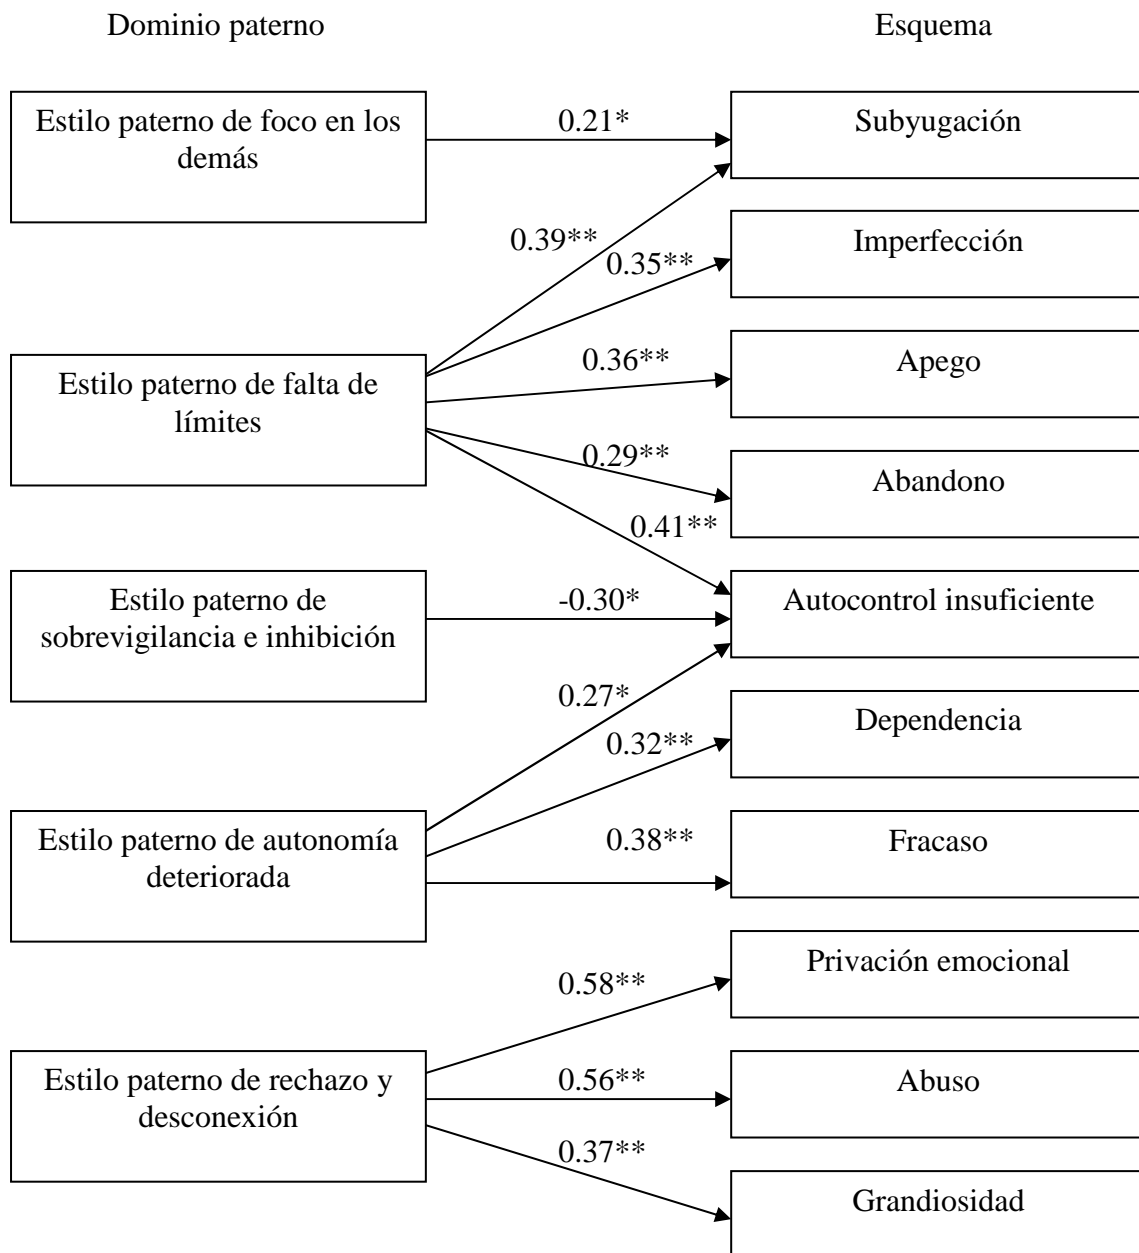 Dominio paterno
Esquema
Estilo paterno de foco en los
demás
0.21*
Subyugación
0.39**
0.35**
Imperfección
Estilo paterno de falta de
límites
0.36**
Apego
0.29**
Abandono
0.41**
Estilo paterno de
sobrevigilancia e inhibición
-0.30*
Autocontrol insuficiente
0.27*
0.32**
Dependencia
Estilo paterno de autonomía
deteriorada
0.38**
Fracaso
0.58**
Privación emocional
Estilo paterno de rechazo y
desconexión
0.56**
Abuso
0.37**
Grandiosidad